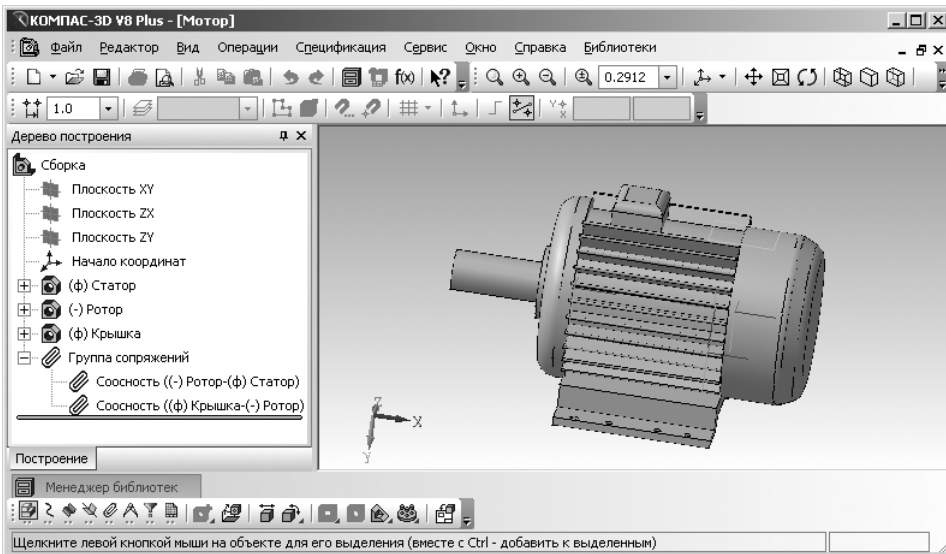 КОМПАС-3D V8 Plus - [Мотор]
Файл Редактор Вид Операции Спецификация Сервис Окно Справка Библиотеки
f(x) 0.2912
1.0
Дерево построения
Сборка
Плоскость XY
Плоскость ZX
Плоскость ZY
Начало координат
(ф) Статор
(-) Ротор
(ф) Крышка
Группа сопряжений
Соосность ((-) Ротор-(ф) Статор)
Соосность ((ф) Крышка-(-) Ротор)
Z
X
Y
Построение
Менеджер библиотек
Щелкните левой кнопкой мыши на объекте для его выделения (вместе с Ctrl - добавить к выделенным)